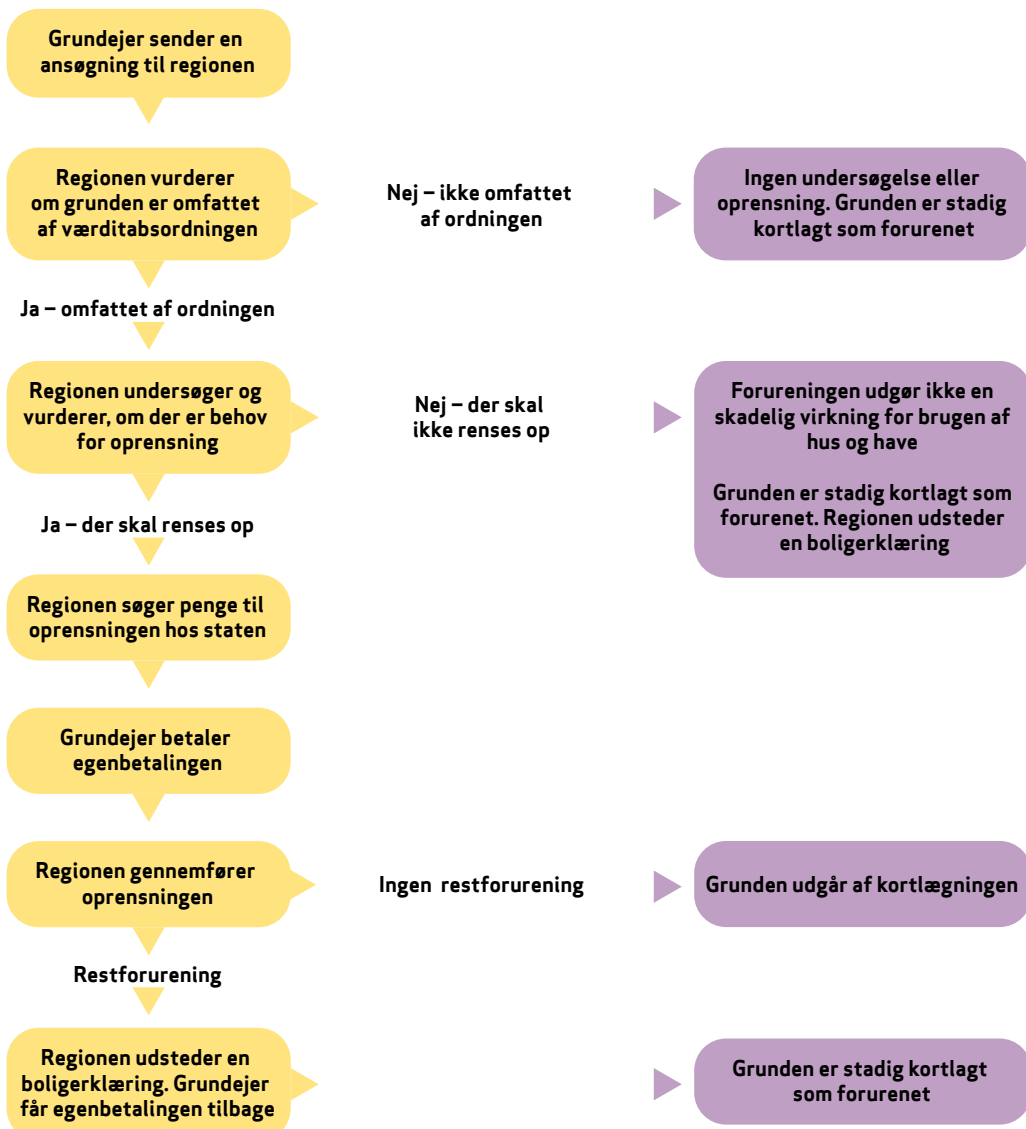 Grundejer sender en
ansøgning til regionen
Regionen vurderer
om grunden er omfattet
af værditabsordningen
Nej – ikke omfattet
af ordningen
Ingen undersøgelse eller
oprensning. Grunden er stadig
kortlagt som forurenet
Ja – omfattet af ordningen
Regionen undersøger og
vurderer, om der er behov
for oprensning
Nej – der skal
ikke renses op
Forureningen udgør ikke en
skadelig virkning for brugen af
hus og have
Grunden er stadig kortlagt som
forurenet. Regionen udsteder
en boligerklæring
Ja – der skal renses op
Regionen søger penge til
oprensningen hos staten
Grundejer betaler
egenbetalingen
Regionen gennemfører
oprensningen
Ingen restforurening
Grunden udgår af kortlægningen
Restforurening
Regionen udsteder en
boligerklæring. Grundejer
får egenbetalingen tilbage
Grunden er stadig kortlagt
som forurenet